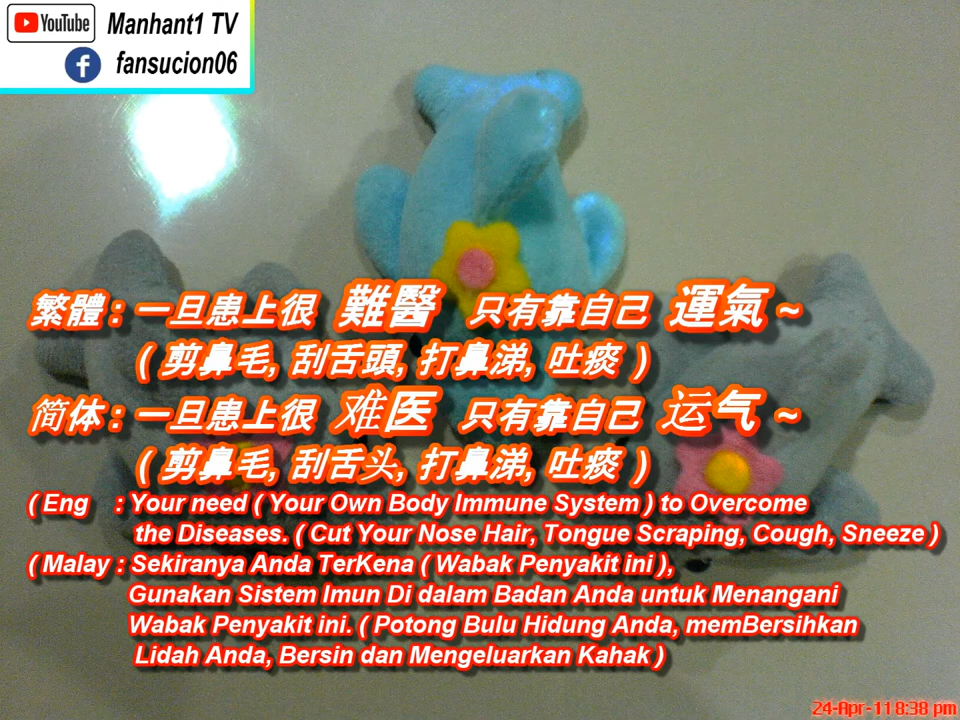 YouTube Manhant1 TV
fansucion06
繁體 : 一旦患上很 難醫 只有靠自己 運氣 ~
( 剪鼻毛, 刮舌頭, 打鼻涕, 吐痰 )
简体 : 一旦患上很 难医 只有靠自己 运气 ~
( 剪鼻毛, 刮舌头, 打鼻涕, 吐痰 )
( Eng : Your need ( Your Own Body Immune System ) to Overcome
the Diseases. ( Cut Your Nose Hair, Tongue Scraping, Cough, Sneeze )
( Malay : Sekiranya Anda TerKena ( Wabak Penyakit ini ),
Gunakan Sistem Imun Di dalam Badan Anda untuk Menangani
Wabak Penyakit ini. ( Potong Bulu Hidung Anda, memBersihkan
Lidah Anda, Bersin dan Mengeluarkan Kahak )
24-Apr-11 8:38 pm